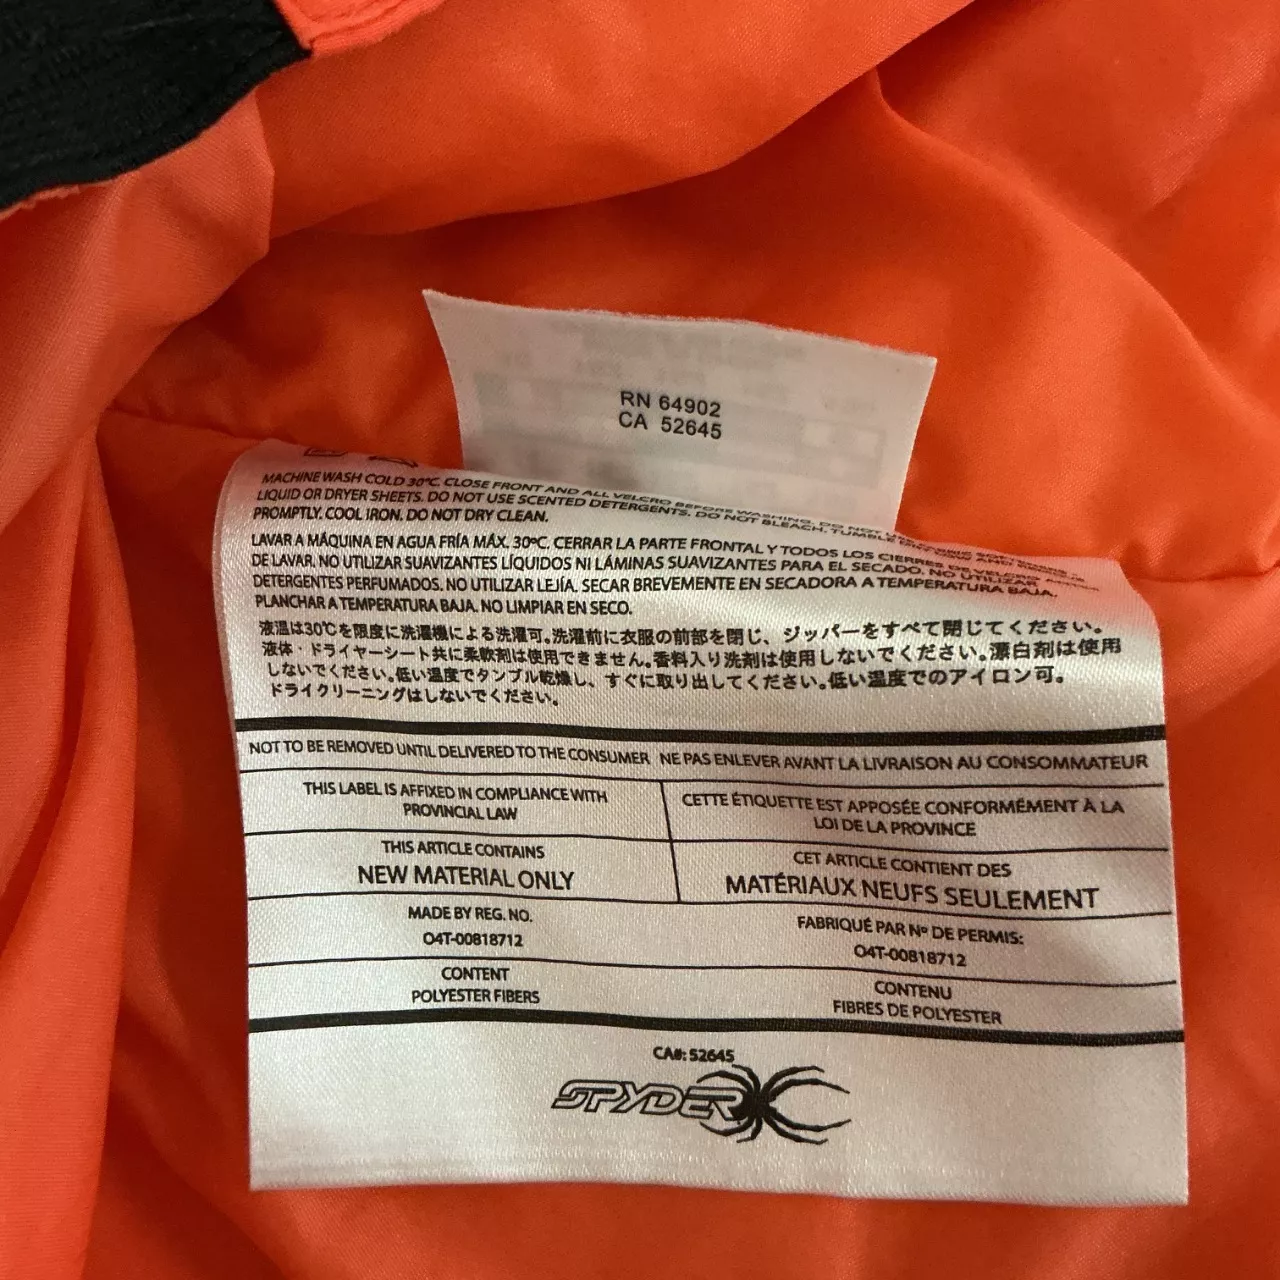 RN 64902
CA 52645
MACHINE WASH COLD 30°C. CLOSE FRONT AND ALL VELCRO BEFORE WASHING. DO NOT USE
LIQUID OR DRYER SHEETS. DO NOT USE SCENTED DETERGENTS. DO NOT BLEACH. TUMBLE
PROMPTLY. COOL IRON. DO NOT DRY CLEAN.
LAVAR A MÁQUINA EN AGUA FRÍA MÁX. 30ºC. CERRAR LA PARTE FRONTAL Y TODOS LOS CIERRES DE VELCRO
DE LAVAR. NO UTILIZAR SUAVIZANTES LÍQUIDOS NI LÁMINAS SUAVIZANTES PARA EL SECADO. NO UTILIZAR
DETERGENTES PERFUMADOS. NO UTILIZAR LEJÍA. SECAR BREVEMENTE EN SECADORA A TEMPERATURA BAJA.
PLANCHAR A TEMPERATURA BAJA. NO LIMPIAR EN SECO.
液温は30℃を限度に洗濯機による洗濯可。洗濯前に衣服の前部を閉じ、ジッパーをすべて閉じてください。
液体・ドライヤーシート共に柔軟剤は使用できません。香料入り洗剤は使用しないでください。漂白剤は使用
しないでください。低い温度でタンブル乾燥し、すぐに取り出してください。低い温度でのアイロン可。
ドライクリーニングはしないでください。
NOT TO BE REMOVED UNTIL DELIVERED TO THE CONSUMER NE PAS ENLEVER AVANT LA LIVRAISON AU CONSOMMATEUR
THIS LABEL IS AFFIXED IN COMPLIANCE WITH
PROVINCIAL LAW
CETTE ÉTIQUETTE EST APPOSÉE CONFORMÉMENT À LA
LOI DE LA PROVINCE
THIS ARTICLE CONTAINS
NEW MATERIAL ONLY
CET ARTICLE CONTIENT DES
MATÉRIAUX NEUFS SEULEMENT
MADE BY REG. NO.
O4T-00818712
FABRIQUÉ PAR Nº DE PERMIS:
O4T-00818712
CONTENT
POLYESTER FIBERS
CONTENU
FIBRES DE POLYESTER
CA#: 52645
SPYDER